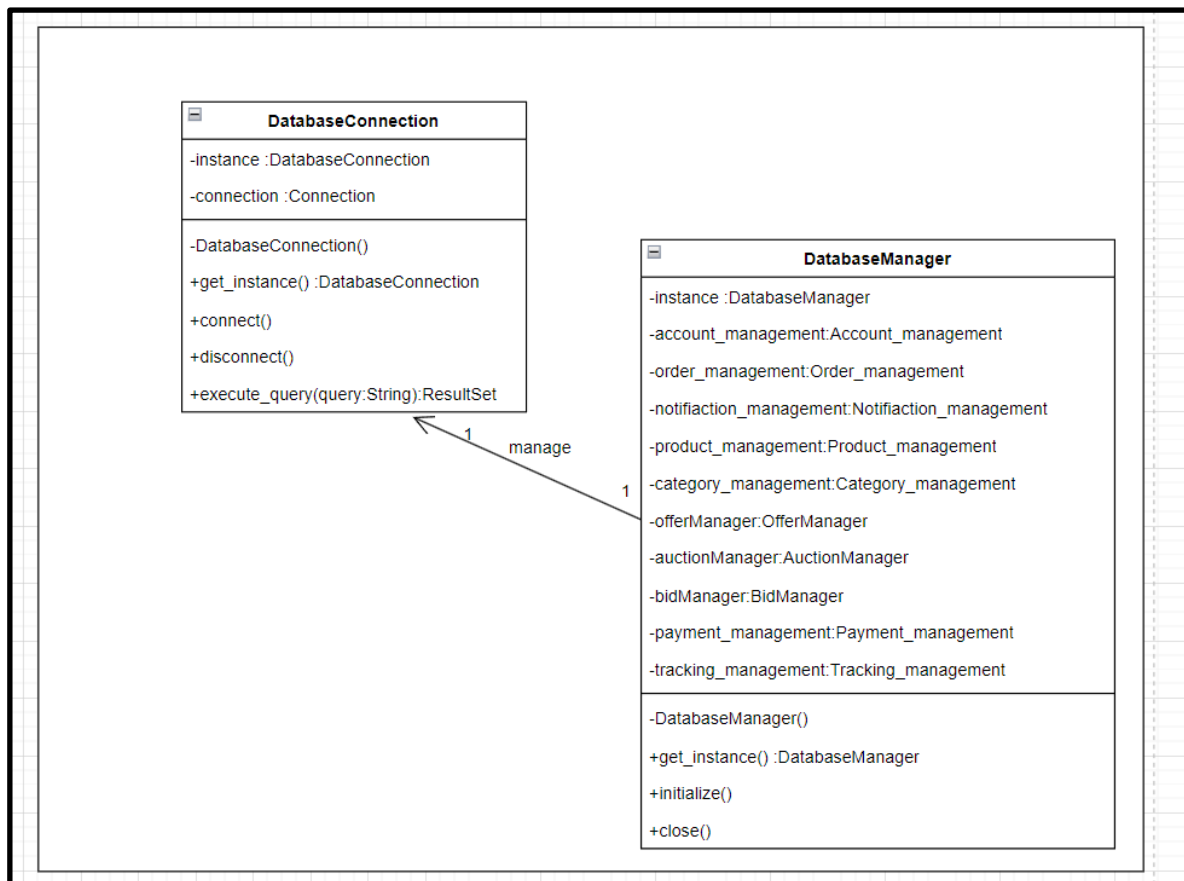 DatabaseConnection
-instance :DatabaseConnection
-connection :Connection
-DatabaseConnection()
+get_instance() :DatabaseConnection
+connect()
+disconnect()
+execute_query(query:String):ResultSet
1
manage
1
DatabaseManager
-instance :DatabaseManager
-account_management:Account_management
-order_management:Order_management
-notifiaction_management:Notifiaction_management
-product_management:Product_management
-category_management:Category_management
-offerManager:OfferManager
-auctionManager:AuctionManager
-bidManager:BidManager
-payment_management:Payment_management
-tracking_management:Tracking_management
-DatabaseManager()
+get_instance() :DatabaseManager
+initialize()
+close()